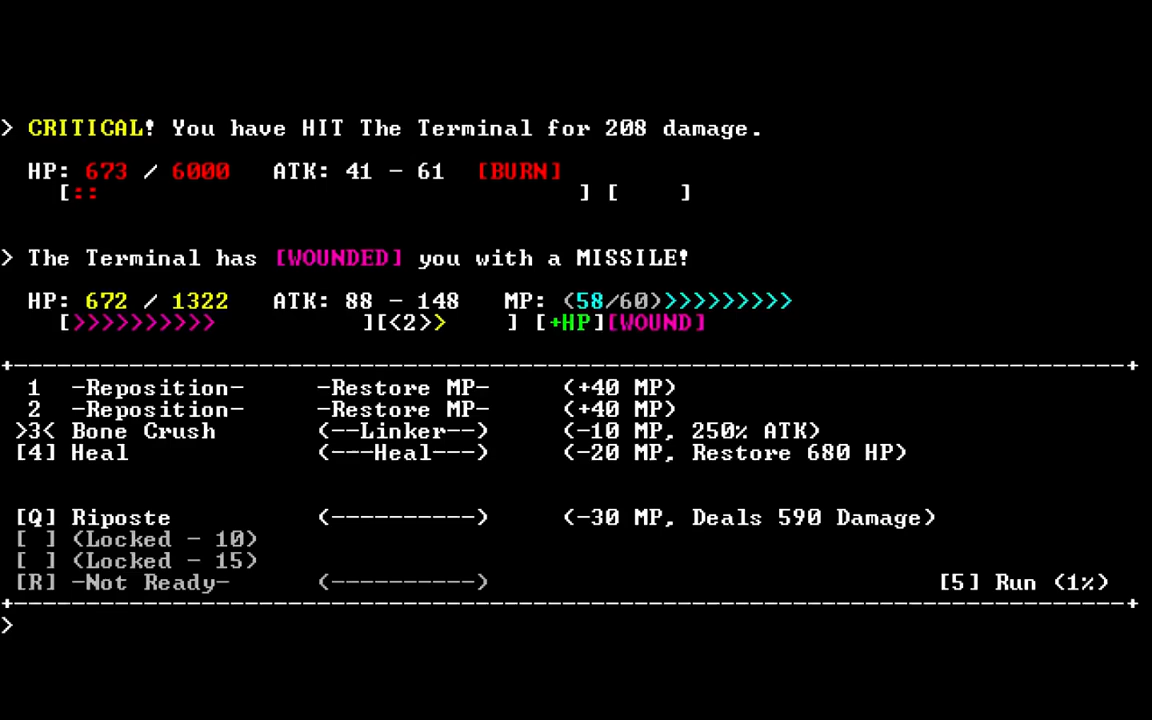 > CRITICAL! You have HIT The Terminal for 208 damage.
HP: 673 / 6000 ATK: 41 - 61 [BURN]
[:: ] [ ]
> The Terminal has [WOUNDED] you with a MISSILE!
HP: 672 / 1322 ATK: 88 - 148 MP: (58/60)>>>>>>>>>
[>>>>>>>>>> ][<2>> ] [+HP][WOUND]
+------------------------------------------------------------------------------+
1 -Reposition- -Restore MP- (+40 MP)
2 -Reposition- -Restore MP- (+40 MP)
>3< Bone Crush (--Linker--) (-10 MP, 250% ATK)
[4] Heal (---Heal---) (-20 MP, Restore 680 HP)
[Q] Riposte (----------) (-30 MP, Deals 590 Damage)
[ ] (Locked - 10)
[ ] (Locked - 15)
[R] -Not Ready- (----------) [5] Run (1%)
+------------------------------------------------------------------------------+
>